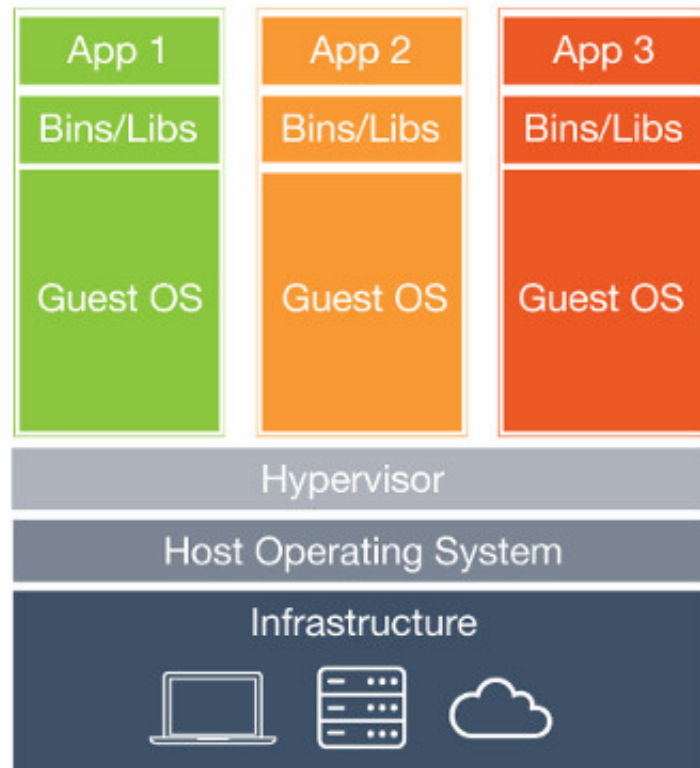 App 1
App 2
App 3
Bins/Libs
Bins/Libs
Bins/Libs
Guest OS
Guest OS
Guest OS
Hypervisor
Host Operating System
Infrastructure